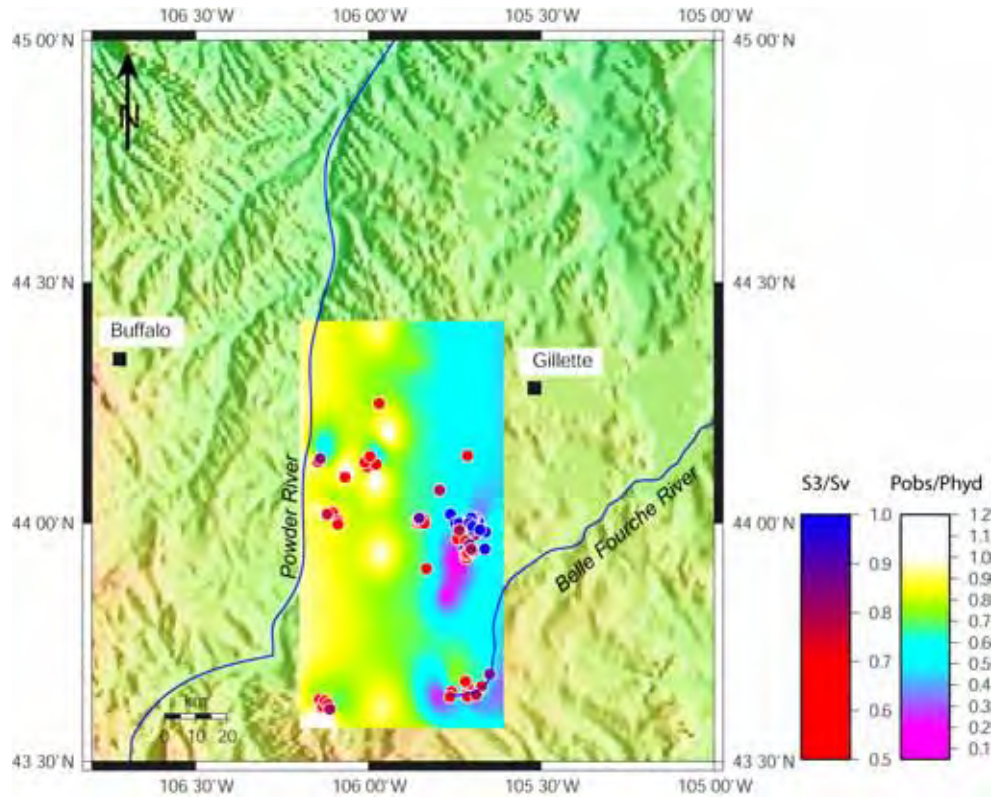 106 30' W 106 00' W 105 30' W 105 00' W
45 00' N 45 00' N
N
44 30' N 44 30' N
Buffalo
Gillette
Powder River
Belle Fourche River
44 00' N 44 00' N
S3/Sv Pobs/Phyd
1.0
0.9
0.8
0.7
0.6
0.5
1.2
1.1
1.0
0.9
0.8
0.7
0.6
0.5
0.4
0.3
0.2
0.1
0 10 20
43 30' N 43 30' N
106 30' W 106 00' W 105 30' W 105 00' W